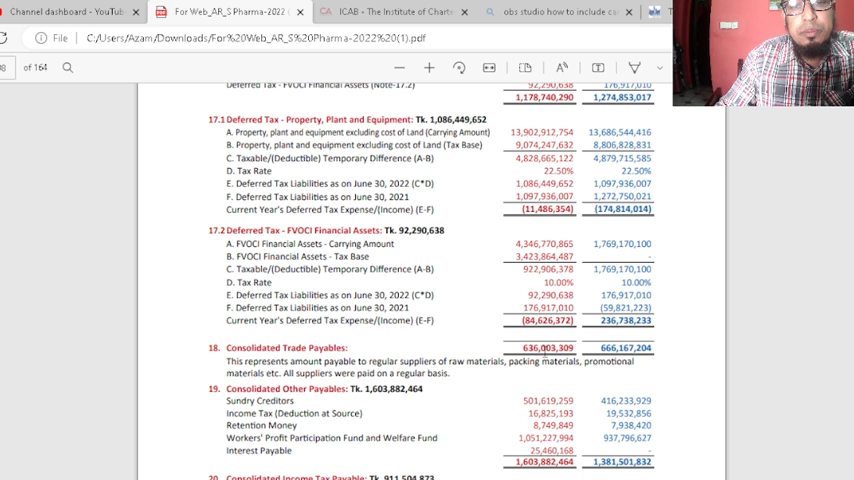 Channel dashboard - YouTub
For Web_AR_S Pharma-2022
ICAB - The Institute of Charte
obs studio how to include ca
File C:/Users/Azam/Downloads/For%20Web_AR_S%20Pharma-2022%20(1).pdf
of 164
Deferred Tax - FVOCI Financial Assets (Note-17.2) 92,290,638 176,917,010
1,178,740,290 1,274,853,017
17.1 Deferred Tax - Property, Plant and Equipment: Tk. 1,086,449,652
A. Property, plant and equipment excluding cost of Land (Carrying Amount) 13,902,912,754 13,686,544,416
B. Property, plant and equipment excluding cost of Land (Tax Base) 9,074,247,632 8,806,828,831
C. Taxable/(Deductible) Temporary Difference (A-B) 4,828,665,122 4,879,715,585
D. Tax Rate 22.50% 22.50%
E. Deferred Tax Liabilities as on June 30, 2022 (C*D) 1,086,449,652 1,097,936,007
F. Deferred Tax Liabilities as on June 30, 2021 1,097,936,007 1,272,750,021
Current Year's Deferred Tax Expense/(Income) (E-F) (11,486,354) (174,814,014)
17.2 Deferred Tax - FVOCI Financial Assets: Tk. 92,290,638
A. FVOCI Financial Assets - Carrying Amount 4,346,770,865 1,769,170,100
B. FVOCI Financial Assets - Tax Base 3,423,864,487 -
C. Taxable/(Deductible) Temporary Difference (A-B) 922,906,378 1,769,170,100
D. Tax Rate 10.00% 10.00%
E. Deferred Tax Liabilities as on June 30, 2022 (C*D) 92,290,638 176,917,010
F. Deferred Tax Liabilities as on June 30, 2021 176,917,010 (59,821,223)
Current Year's Deferred Tax Expense/(Income) (E-F) (84,626,372) 236,738,233
18. Consolidated Trade Payables: 636,003,309 666,167,204
This represents amount payable to regular suppliers of raw materials, packing materials, promotional
materials etc. All suppliers were paid on a regular basis.
19. Consolidated Other Payables: Tk. 1,603,882,464
Sundry Creditors 501,619,259 416,233,929
Income Tax (Deduction at Source) 16,825,193 19,532,856
Retention Money 8,749,849 7,938,420
Workers' Profit Participation Fund and Welfare Fund 1,051,227,994 937,796,627
Interest Payable 25,460,168 -
1,603,882,464 1,381,501,832
20. Consolidated Income Tax Payable: Tk. 911,504,873